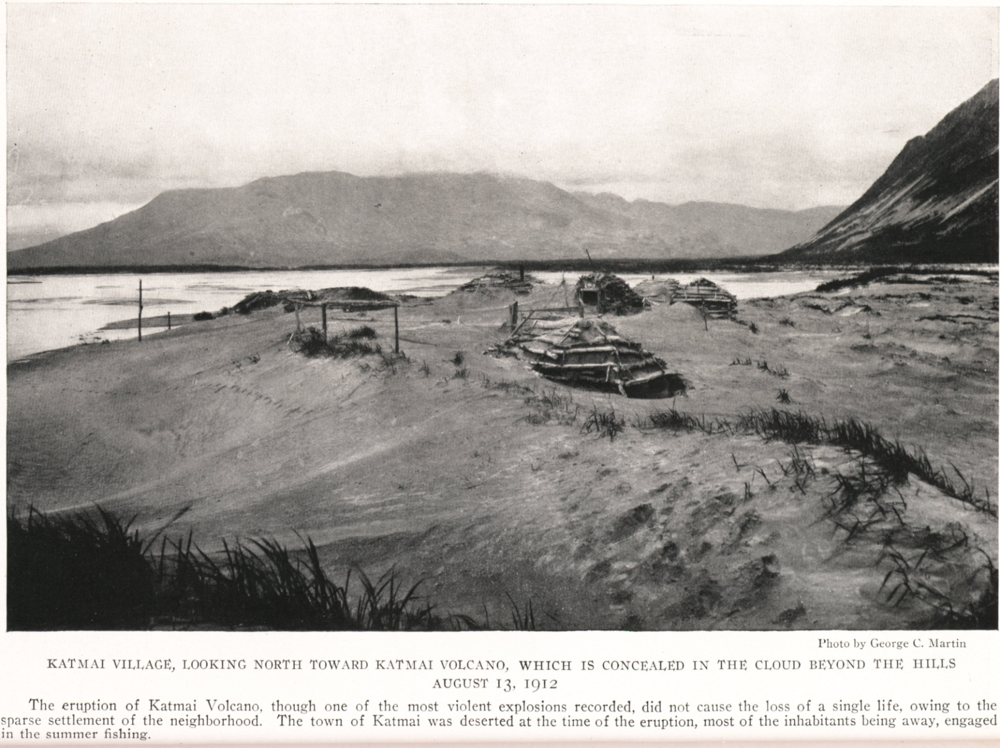 Photo by George C. Martin
KATMAI VILLAGE, LOOKING NORTH TOWARD KATMAI VOLCANO, WHICH IS CONCEALED IN THE CLOUD BEYOND THE HILLS
AUGUST 13, 1912
The eruption of Katmai Volcano, though one of the most violent explosions recorded, did not cause the loss of a single life, owing to the
sparse settlement of the neighborhood. The town of Katmai was deserted at the time of the eruption, most of the inhabitants being away, engaged
in the summer fishing.